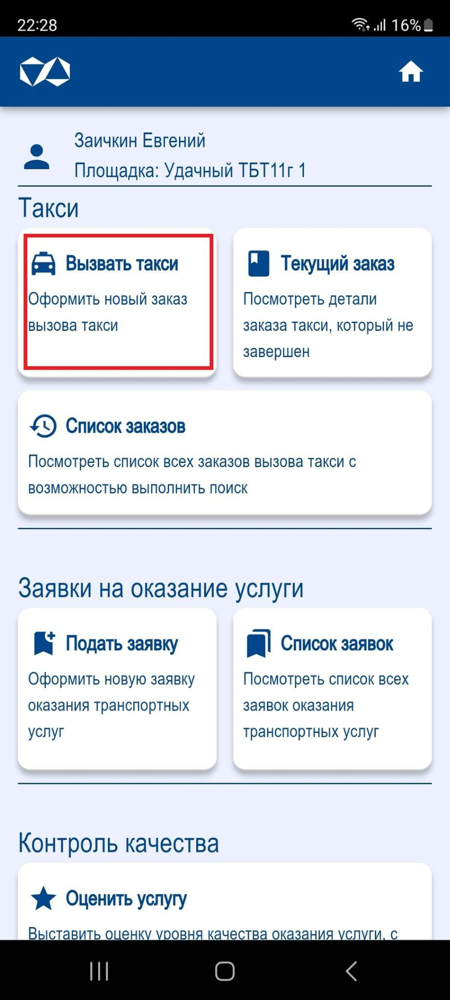 22:28
16%
Заичкин Евгений
Площадка: Удачный ТБТ11г 1
Такси
Вызвать такси
Оформить новый заказ
вызова такси
Текущий заказ
Посмотреть детали
заказа такси, который не
завершен
Список заказов
Посмотреть список всех заказов вызова такси с
возможностью выполнить поиск
Заявки на оказание услуги
Подать заявку
Оформить новую заявку
оказания транспортных
услуг
Список заявок
Посмотреть список всех
заявок оказания
транспортных услуг
Контроль качества
Оценить услугу
Выставить оценку уровня качества оказания услуги, с